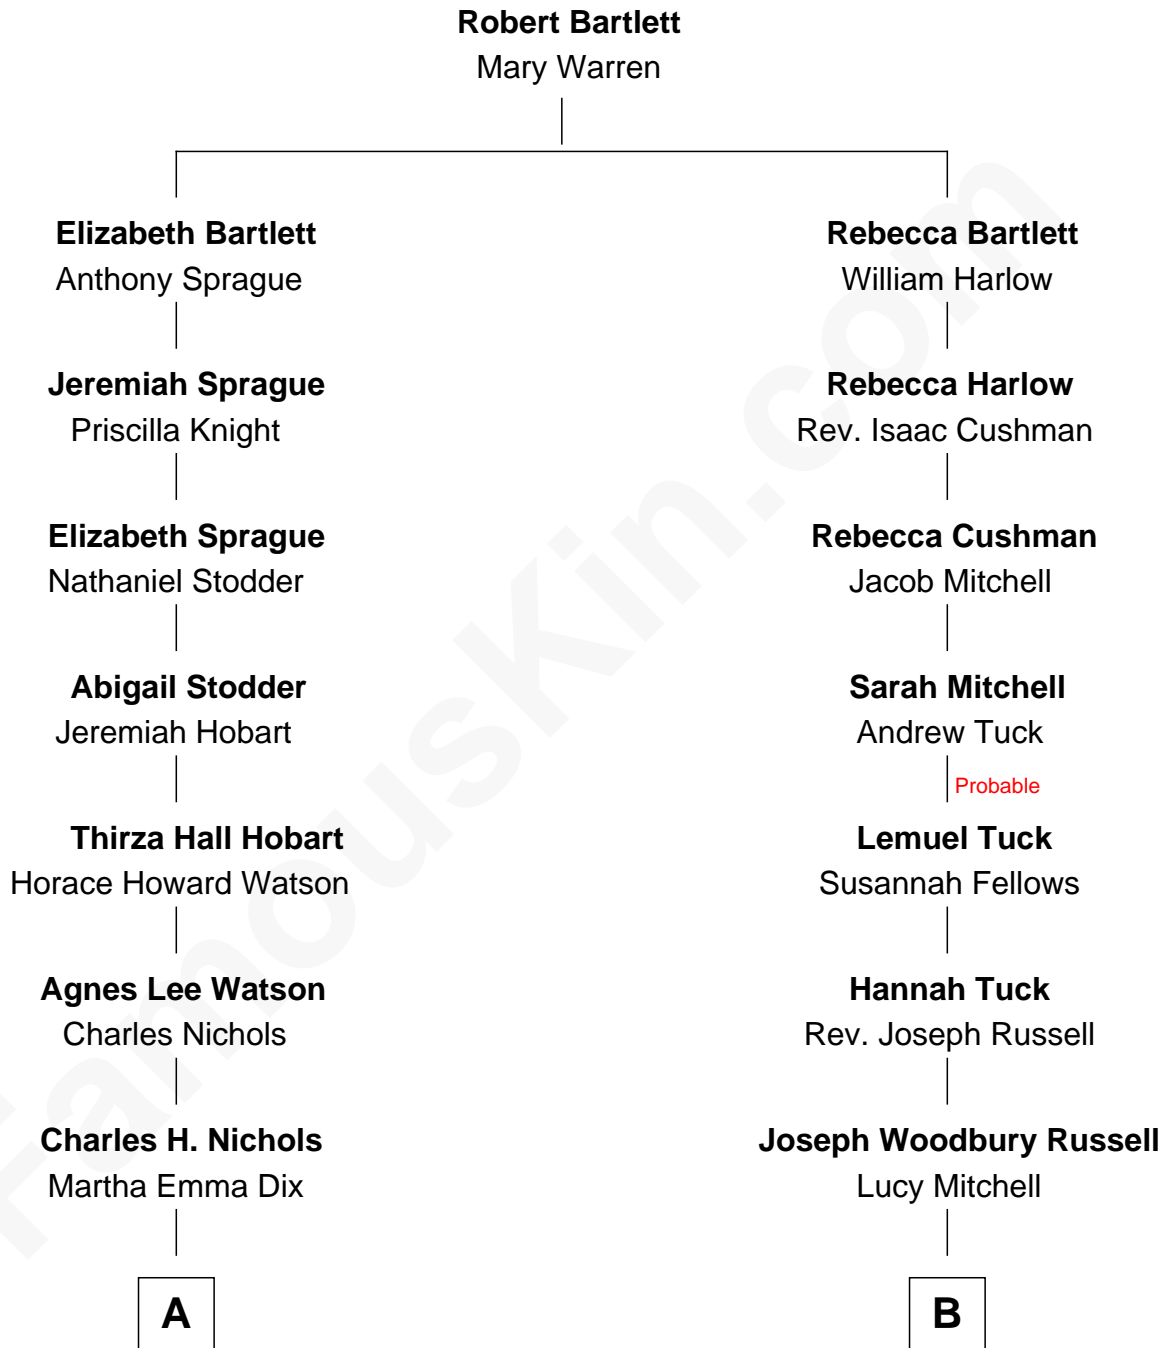 Robert Bartlett
Mary Warren
Elizabeth Bartlett
Anthony Sprague
Rebecca Bartlett
William Harlow
Jeremiah Sprague
Priscilla Knight
Rebecca Harlow
Rev. Isaac Cushman
Elizabeth Sprague
Nathaniel Stodder
Rebecca Cushman
Jacob Mitchell
Abigail Stodder
Jeremiah Hobart
Sarah Mitchell
Andrew Tuck
Probable
Thirza Hall Hobart
Horace Howard Watson
Lemuel Tuck
Susannah Fellows
Agnes Lee Watson
Charles Nichols
Hannah Tuck
Rev. Joseph Russell
Charles H. Nichols
Martha Emma Dix
Joseph Woodbury Russell
Lucy Mitchell
A
B
FamousKin.com